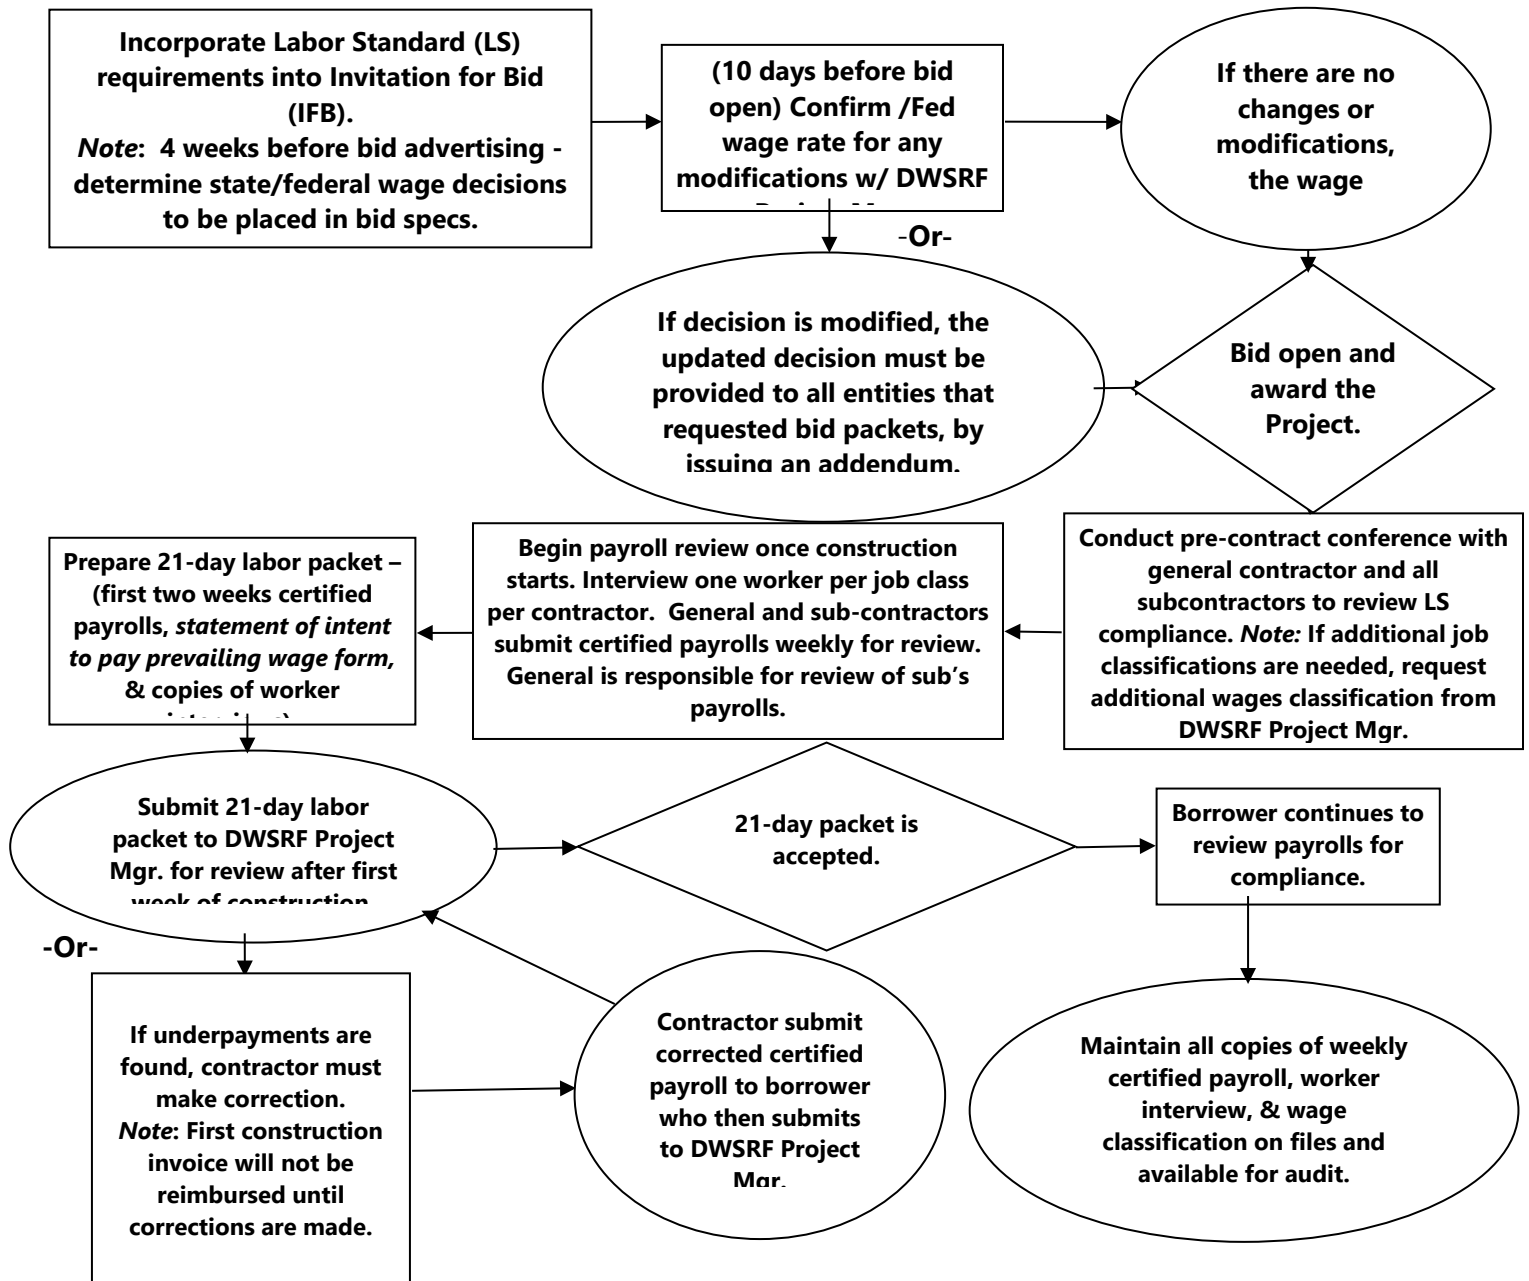 Incorporate Labor Standard (LS)
requirements into Invitation for Bid
(IFB).
Note:  4 weeks before bid advertising -
determine state/federal wage decisions
to be placed in bid specs.
(10 days before bid
open) Confirm /Fed
wage rate for any
modifications w/ DWSRF
If there are no
changes or
modifications,
the wage
-Or-
If decision is modified, the
updated decision must be
provided to all entities that
requested bid packets, by
issuing an addendum.
Bid open and
award the
Project.
Conduct pre-contract conference with
general contractor and all
subcontractors to review LS
compliance. Note: If additional job
classifications are needed, request
additional wages classification from
DWSRF Project Mgr.
Begin payroll review once construction
starts. Interview one worker per job class
per contractor.  General and sub-contractors
submit certified payrolls weekly for review.
General is responsible for review of sub’s
payrolls.
Prepare 21-day labor packet –
(first two weeks certified
payrolls, statement of intent
to pay prevailing wage form,
& copies of worker
Submit 21-day labor
packet to DWSRF Project
Mgr. for review after first
week of construction
21-day packet is
accepted.
Borrower continues to
review payrolls for
compliance.
-Or-
If underpayments are
found, contractor must
make correction.
Note: First construction
invoice will not be
reimbursed until
corrections are made.
Contractor submit
corrected certified
payroll to borrower
who then submits
to DWSRF Project
Mgr.
Maintain all copies of weekly
certified payroll, worker
interview, & wage
classification on files and
available for audit.